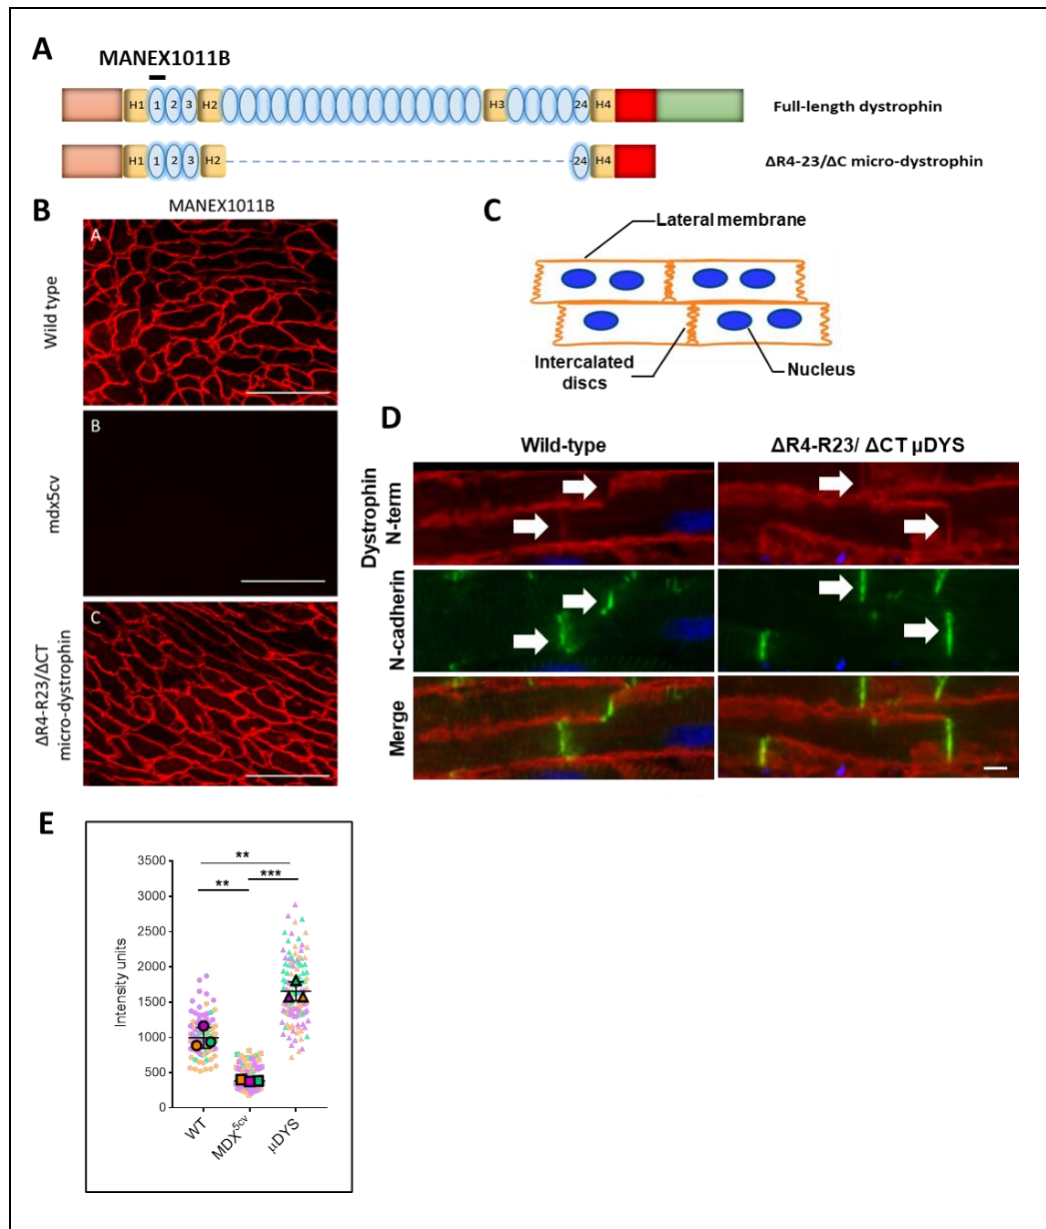 A
MANEX1011B
H1 1 2 3 H2 H3 24 H4
Full-length dystrophin
H1 1 2 3 H2 24 H4
ΔR4-23/ΔC micro-dystrophin
B
MANEX1011B
Wild type
A
mdx5cv
B
ΔR4-R23/ΔCT
micro-dystrophin
C
C
Lateral membrane
Intercalated
discs
Nucleus
D
Wild-type
ΔR4-R23/ ΔCT µDYS
Dystrophin
N-term
N-cadherin
Merge
E
Intensity units
3500
3000
2500
2000
1500
1000
500
0
**
**
***
WT
MDX5cv
µDYS